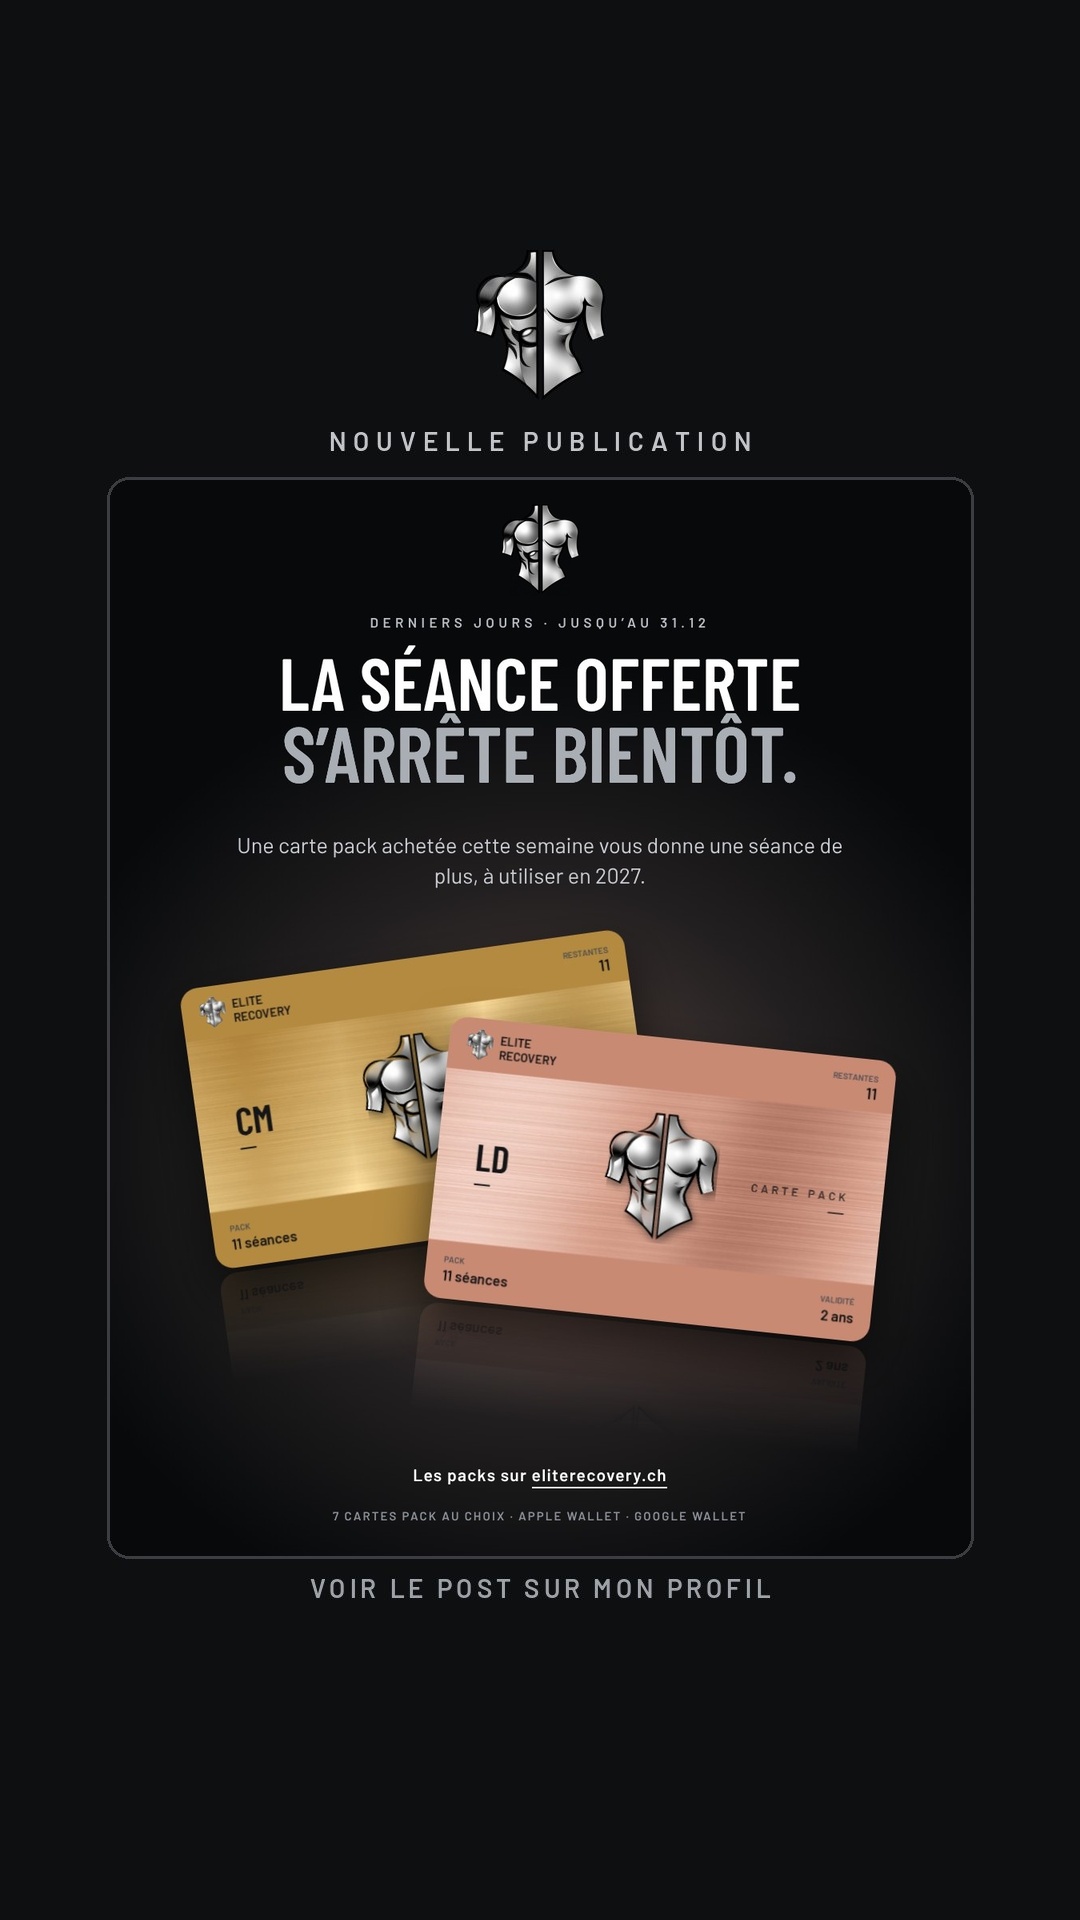 NOUVELLE PUBLICATION
DERNIERS JOURS · JUSQU’AU 31.12
LA SÉANCE OFFERTE
S’ARRÊTE BIENTÔT.
Une carte pack achetée cette semaine vous donne une séance de
plus, à utiliser en 2027.
ELITE
RECOVERY
RESTANTES
11
CM
PACK
11 séances
ELITE
RECOVERY
RESTANTES
11
LD
CARTE PACK
PACK
11 séances
VALIDITÉ
2 ans
Les packs sur eliterecovery.ch
7 CARTES PACK AU CHOIX · APPLE WALLET · GOOGLE WALLET
VOIR LE POST SUR MON PROFIL